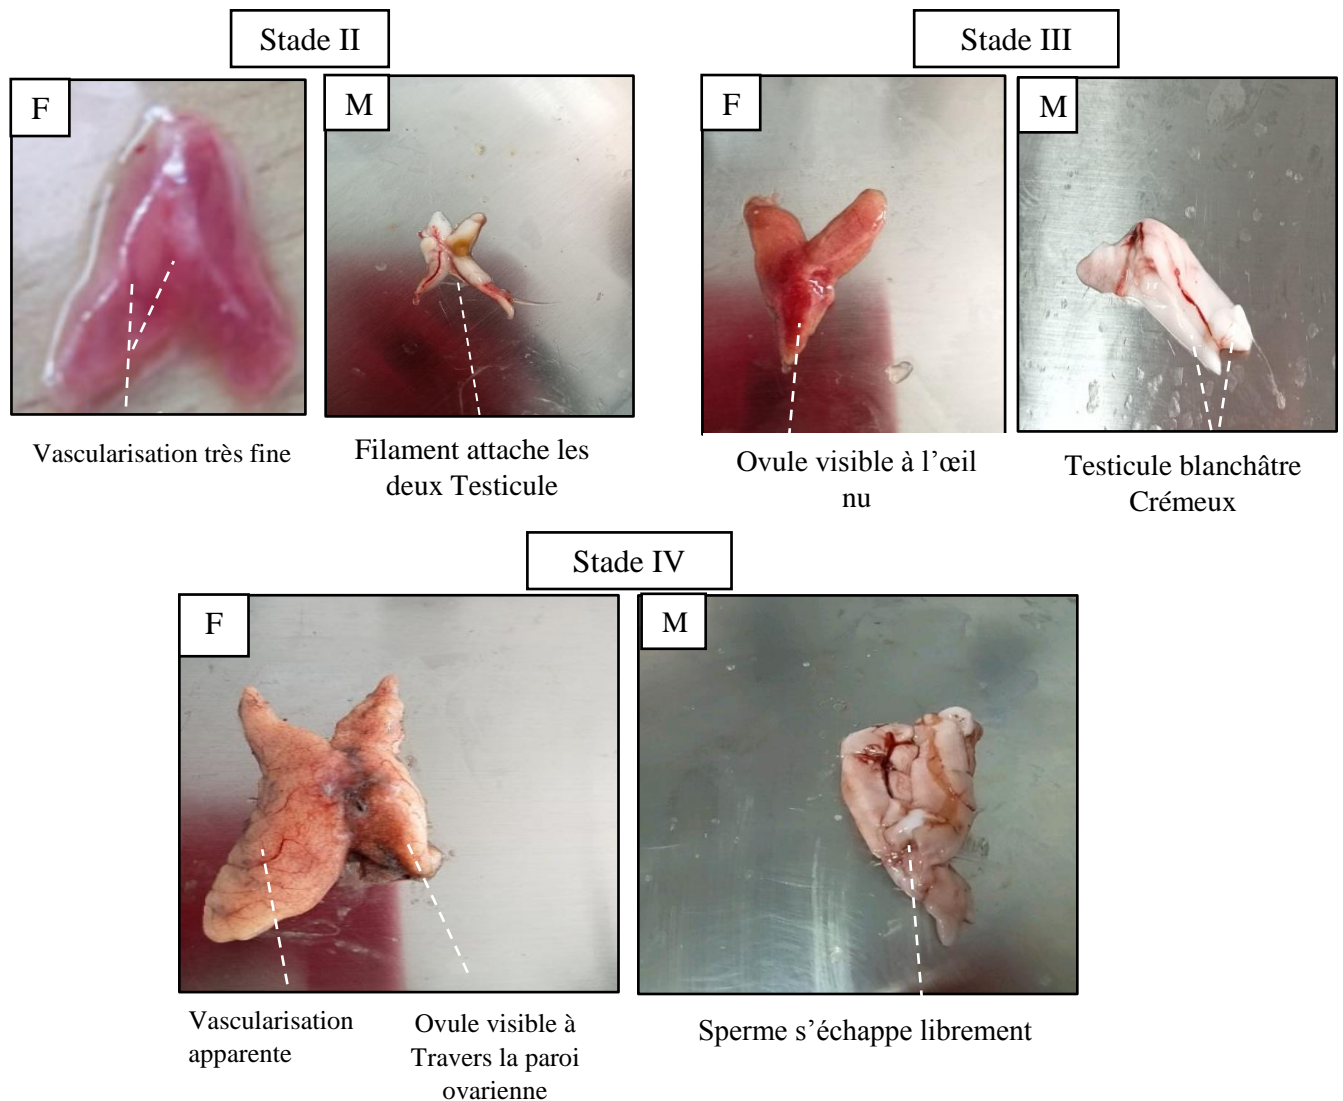 Stade II
Stade III
F
M
F
M
Vascularisation très fine
Filament attache les
deux Testicule
Ovule visible à l'œil
nu
Testicule blanchâtre
Crémeux
Stade IV
F
M
Vascularisation
apparente
Ovule visible à
Travers la paroi
ovarienne
Sperme s'échappe librement